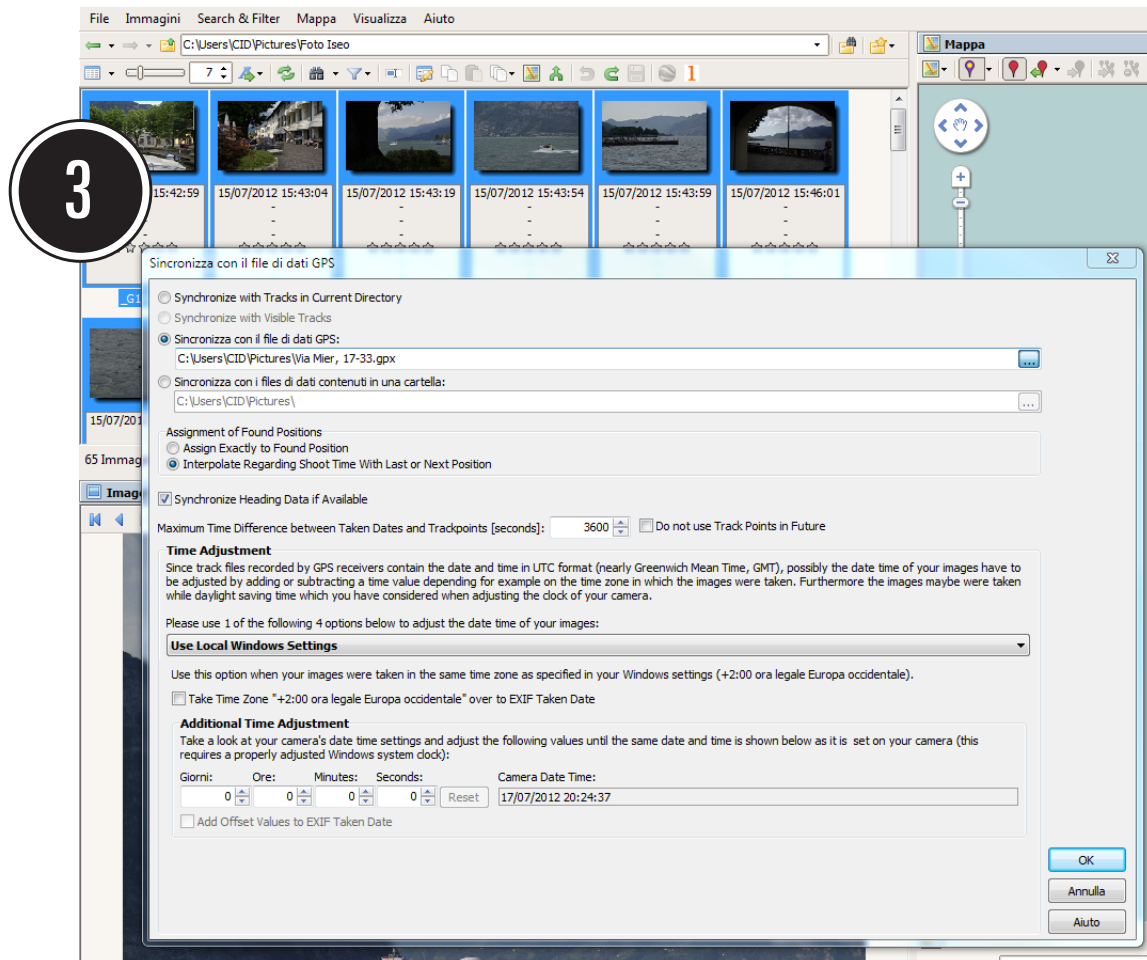 File Immagini Search & Filter Mappa Visualizza Aiuto
C:\Users\CID\Pictures\Foto Iseo
Mappa
7
1
3
15:42:59 15/07/2012 15:43:04 15/07/2012 15:43:19 15/07/2012 15:43:54 15/07/2012 15:43:59 15/07/2012 15:46:01
Sincronizza con il file di dati GPS
_G1
Synchronize with Tracks in Current Directory
Synchronize with Visible Tracks
Sincronizza con il file di dati GPS:
C:\Users\CID\Pictures\Via Mier, 17-33.gpx
...
Sincronizza con i files di dati contenuti in una cartella:
C:\Users\CID\Pictures\
...
15/07/201
Assignment of Found Positions
Assign Exactly to Found Position
65 Immag
Interpolate Regarding Shoot Time With Last or Next Position
Imag
Synchronize Heading Data if Available
Maximum Time Difference between Taken Dates and Trackpoints [seconds]: 3600 Do not use Track Points in Future
Time Adjustment
Since track files recorded by GPS receivers contain the date and time in UTC format (nearly Greenwich Mean Time, GMT), possibly the date time of your images have to
be adjusted by adding or subtracting a time value depending for example on the time zone in which the images were taken. Furthermore the images maybe were taken
while daylight saving time which you have considered when adjusting the clock of your camera.
Please use 1 of the following 4 options below to adjust the date time of your images:
Use Local Windows Settings
Use this option when your images were taken in the same time zone as specified in your Windows settings (+2:00 ora legale Europa occidentale).
Take Time Zone "+2:00 ora legale Europa occidentale" over to EXIF Taken Date
Additional Time Adjustment
Take a look at your camera's date time settings and adjust the following values until the same date and time is shown below as it is set on your camera (this
requires a properly adjusted Windows system clock):
Giorni: Ore: Minutes: Seconds: Camera Date Time:
0 0 0 0 Reset 17/07/2012 20:24:37
Add Offset Values to EXIF Taken Date
OK
Annulla
Aiuto